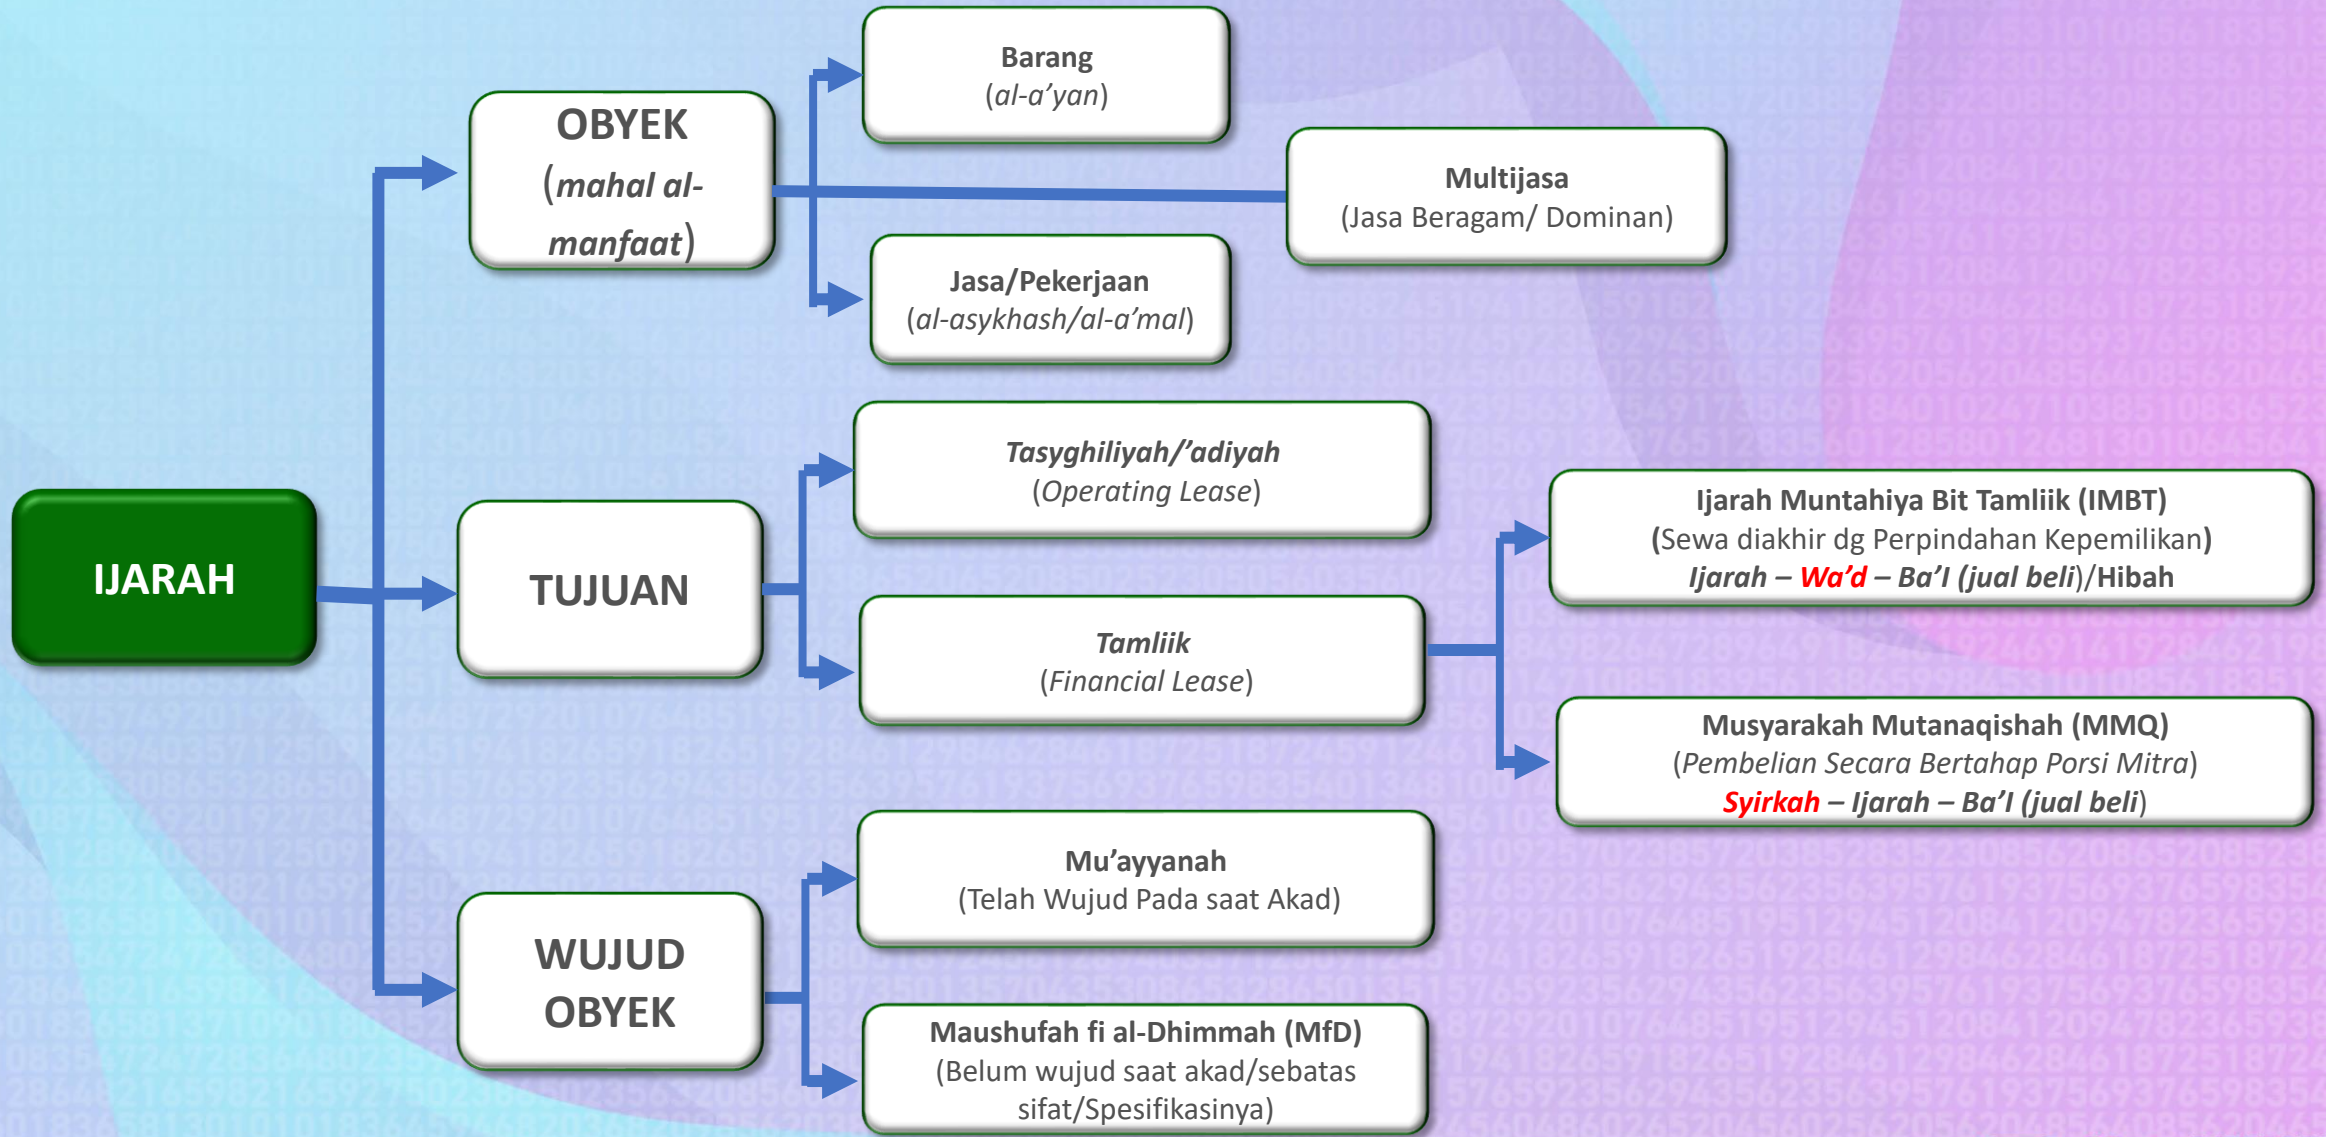 Barang
(al-a’yan)
OBYEK
(mahal al-
manfaat)
Multijasa
(Jasa Beragam/ Dominan)
Jasa/Pekerjaan
(al-asykhash/al-a’mal)
Tasyghiliyah/’adiyah
(Operating Lease)
IJARAH
TUJUAN
Ijarah Muntahiya Bit Tamliik (IMBT)
(Sewa diakhir dg Perpindahan Kepemilikan)
Ijarah – Wa’d – Ba’I (jual beli)/Hibah
Tamliik
(Financial Lease)
Musyarakah Mutanaqishah (MMQ)
(Pembelian Secara Bertahap Porsi Mitra)
Syirkah – Ijarah – Ba’I (jual beli)
Mu’ayyanah
(Telah Wujud Pada saat Akad)
WUJUD
OBYEK
Maushufah fi al-Dhimmah (MfD)
(Belum wujud saat akad/sebatas
sifat/Spesifikasinya)